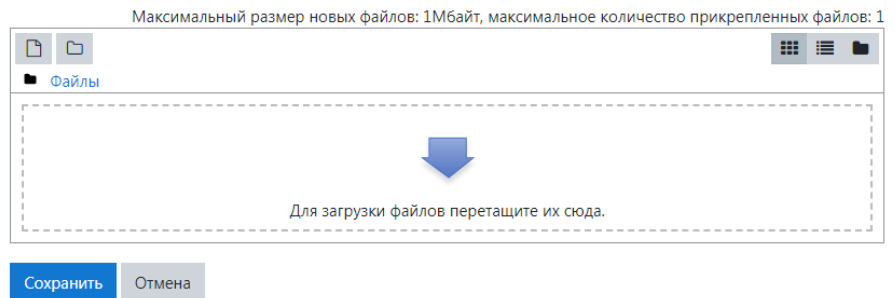 Максимальный размер новых файлов: 1Мбайт, максимальное количество прикрепленных файлов: 1
Файлы
Для загрузки файлов перетащите их сюда.
Сохранить Отмена